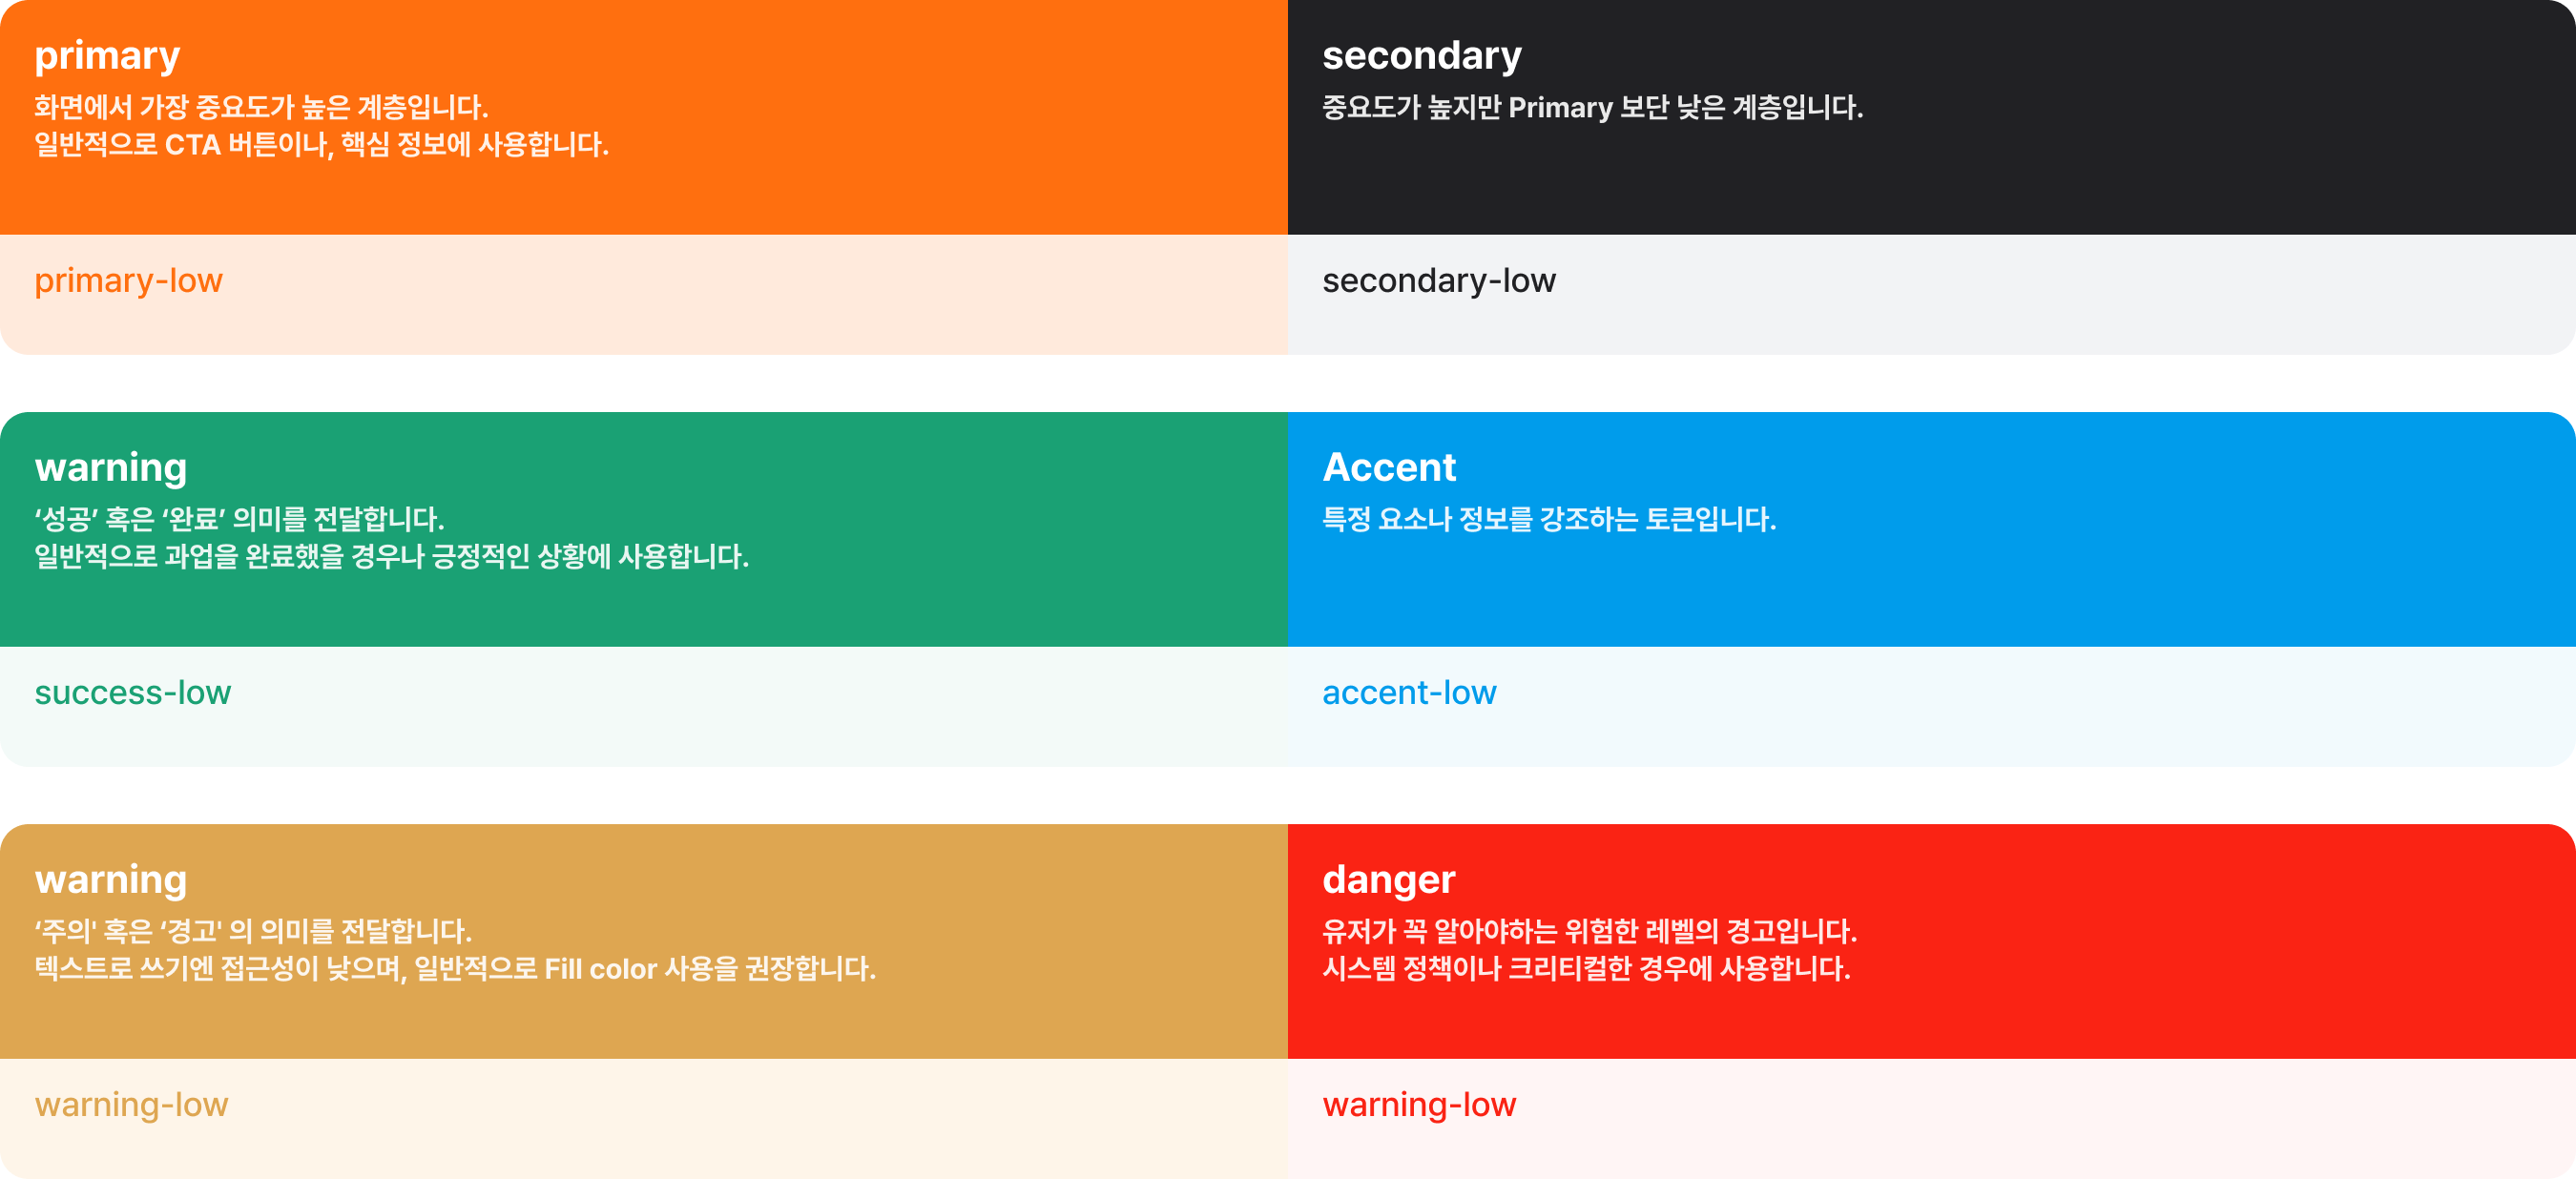 primary
화면에서 가장 중요도가 높은 계층입니다.
일반적으로 CTA 버튼이나, 핵심 정보에 사용합니다.
primary-low
secondary
중요도가 높지만 Primary 보단 낮은 계층입니다.
secondary-low
warning
‘성공’ 혹은 ‘완료’ 의미를 전달합니다.
일반적으로 과업을 완료했을 경우나 긍정적인 상황에 사용합니다.
success-low
Accent
특정 요소나 정보를 강조하는 토큰입니다.
accent-low
warning
‘주의' 혹은 ‘경고' 의 의미를 전달합니다.
텍스트로 쓰기엔 접근성이 낮으며, 일반적으로 Fill color 사용을 권장합니다.
warning-low
danger
유저가 꼭 알아야하는 위험한 레벨의 경고입니다.
시스템 정책이나 크리티컬한 경우에 사용합니다.
warning-low